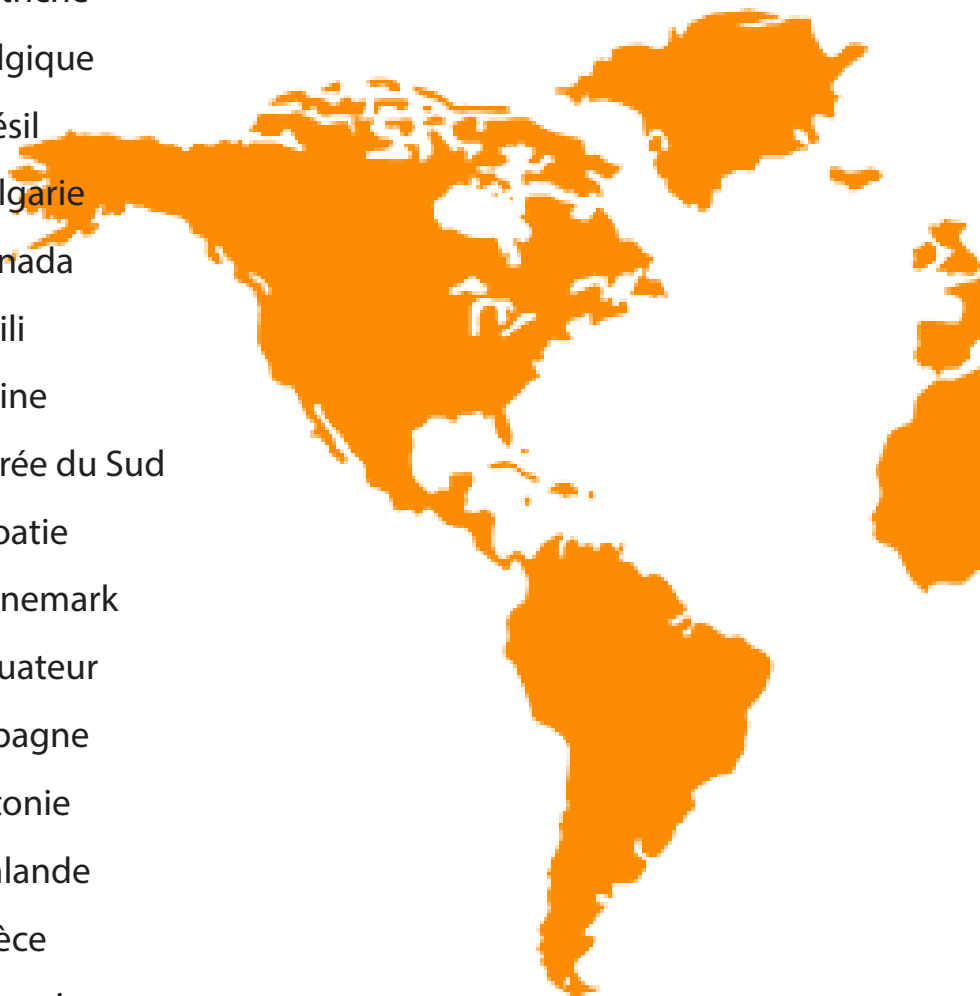 lgique
ésil
lgarie
nada
ili
ine
rée du Sud
oatie
nemark
uateur
pagne
tonie
lande
èce